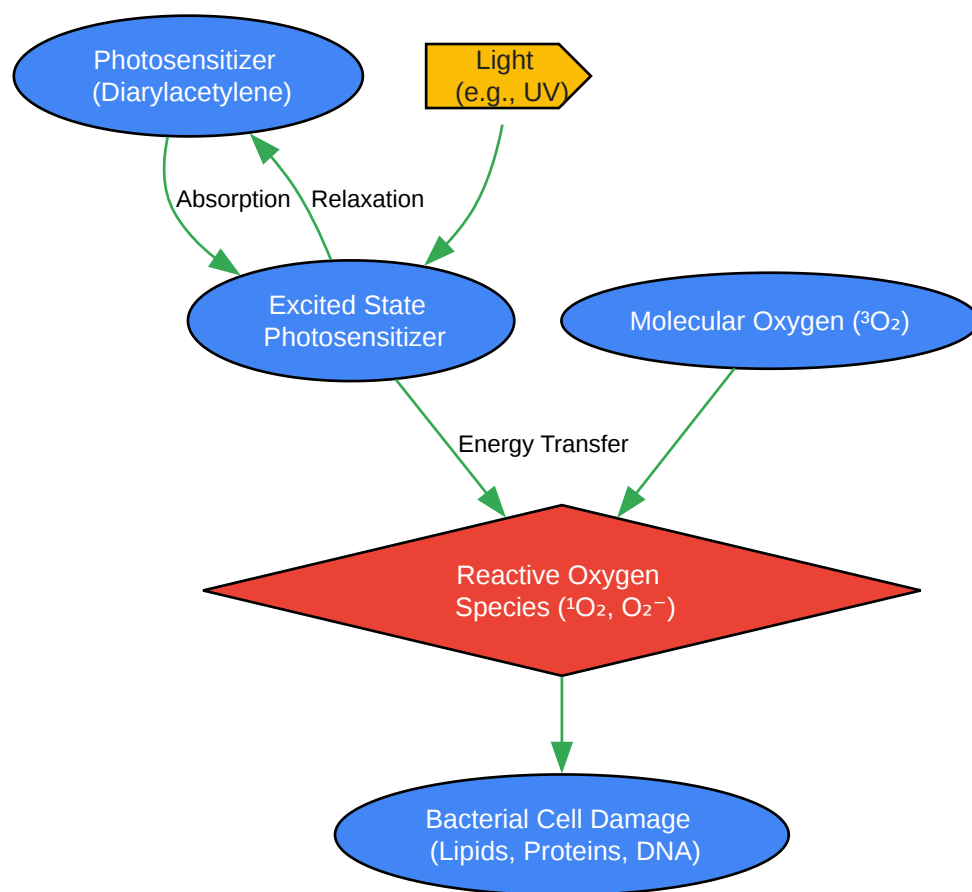 Photosensitizer
(Diarylacetylene)
Light
(e.g., UV)
Absorption
Relaxation
Excited State
Photosensitizer
Molecular Oxygen (³O₂)
Energy Transfer
Reactive Oxygen
Species (¹O₂, O₂⁻)
Bacterial Cell Damage
(Lipids, Proteins, DNA)